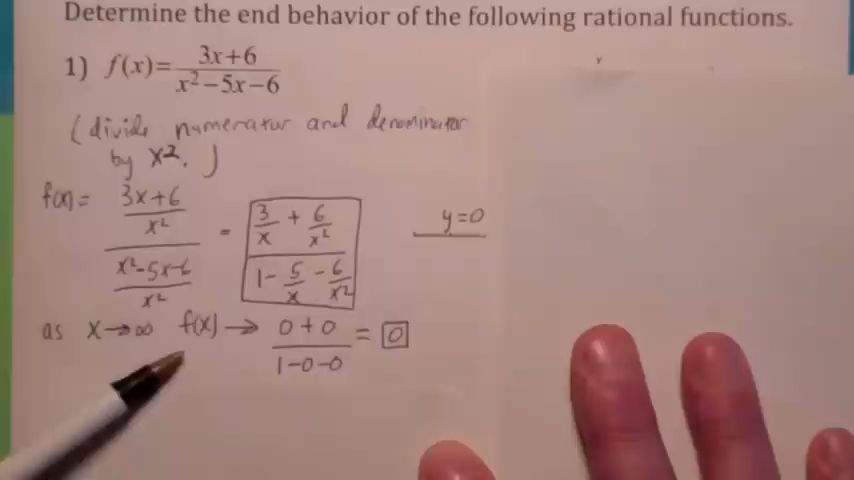 Determine the end behavior of the following rational functions.
1) f(x)= 3x+6 / x²−5x−6
(divide numerator and denominator
by x², )
f(x)= (3x+6 / x²) / (x²-5x-6 / x²) = (3/x + 6/x²) / (1 - 5/x - 6/x²)
y=0
as x→∞ f(x)→ 0+0 / 1-0-0 = 0